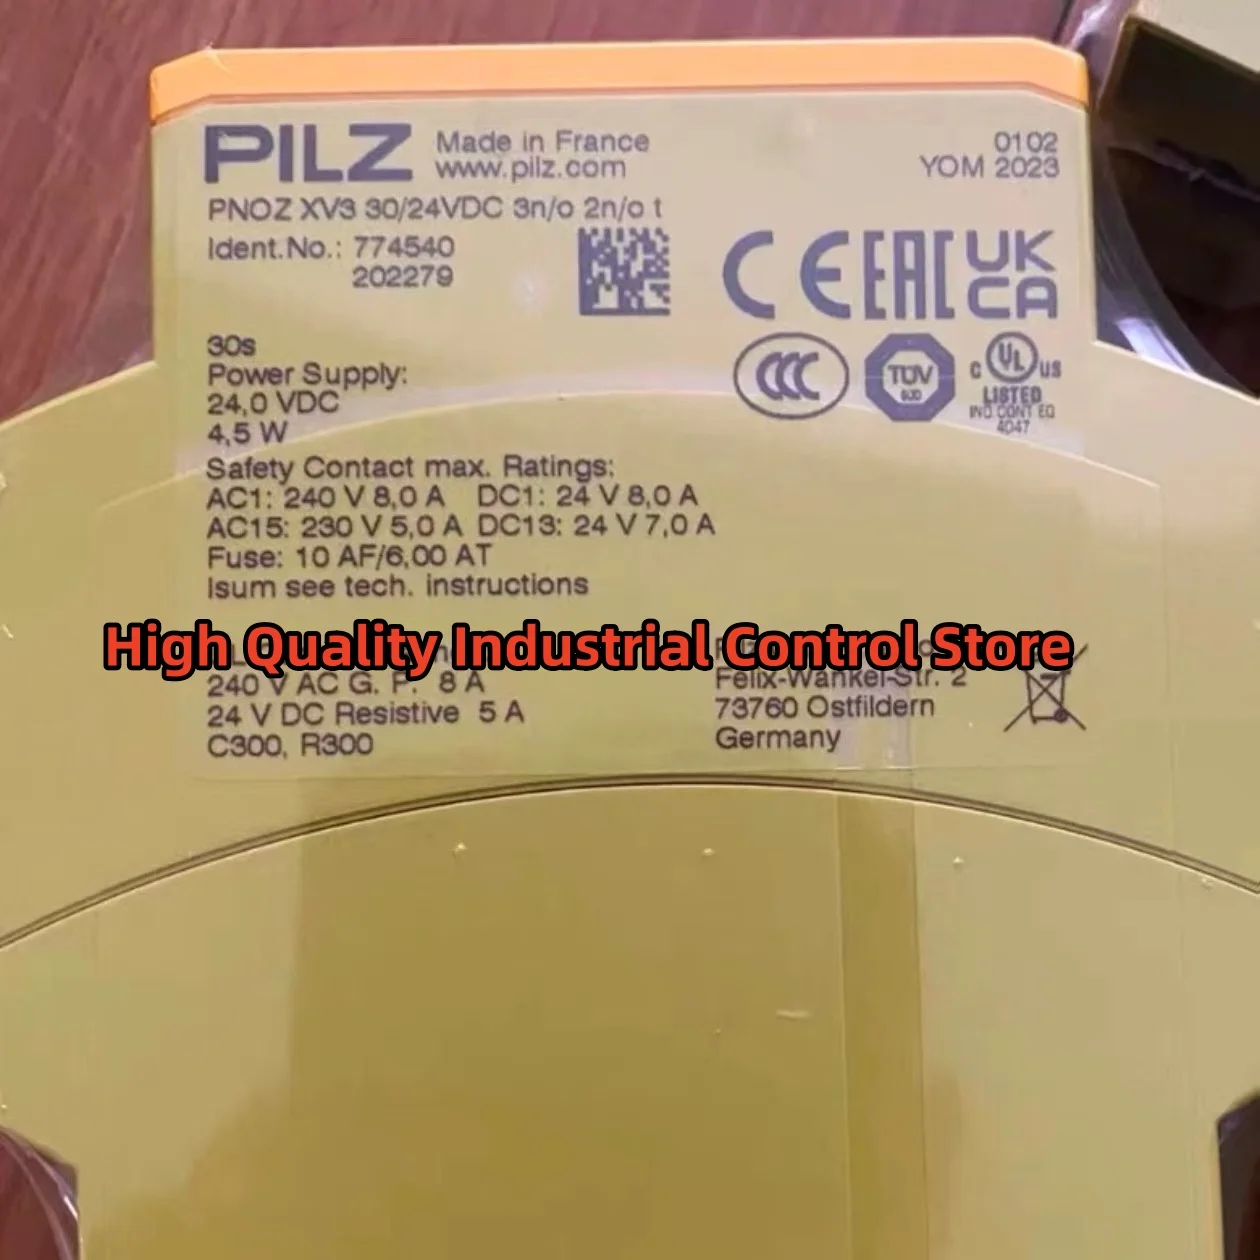 PILZ Made in France
www.pilz.com
0102
YOM 2023
PNOZ XV3 30/24VDC 3n/o 2n/o t
Ident.No.: 774540
202279
CE EAC UK
CA
30s
Power Supply:
24,0 VDC
4,5 W
CCC TÜV SÜD c UL US
LISTED
IND.CONT EQ
4047
Safety Contact max. Ratings:
AC1: 240 V 8,0 A DC1: 24 V 8,0 A
AC15: 230 V 5,0 A DC13: 24 V 7,0 A
Fuse: 10 AF/6,00 AT
Isum see tech. instructions
High Quality Industrial Control Store
240 V AC G. P. 8 A
24 V DC Resistive 5 A
C300, R300
Felix-Wankel-Str. 2
73760 Ostfildern
Germany